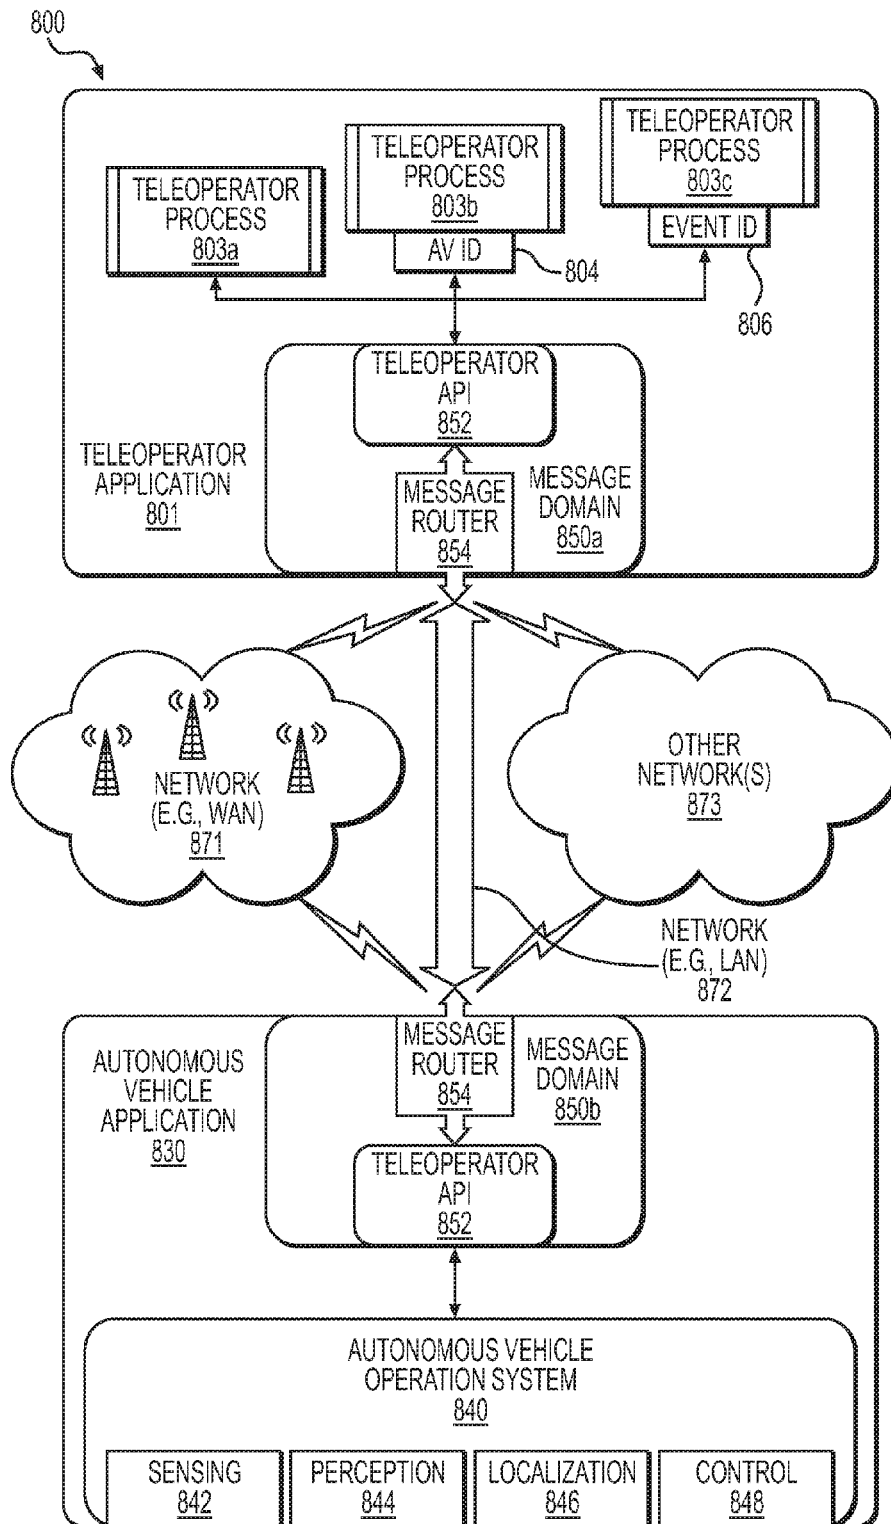 800
TELEOPERATOR
PROCESS
803a
TELEOPERATOR
PROCESS
803b
AV ID
804
TELEOPERATOR
PROCESS
803c
EVENT ID
806
TELEOPERATOR
API
852
TELEOPERATOR
APPLICATION
801
MESSAGE
ROUTER
854
MESSAGE
DOMAIN
850a
NETWORK
(E.G., WAN)
871
OTHER
NETWORK(S)
873
NETWORK
(E.G., LAN)
872
AUTONOMOUS
VEHICLE
APPLICATION
830
MESSAGE
ROUTER
854
MESSAGE
DOMAIN
850b
TELEOPERATOR
API
852
AUTONOMOUS VEHICLE
OPERATION SYSTEM
840
SENSING
842
PERCEPTION
844
LOCALIZATION
846
CONTROL
848